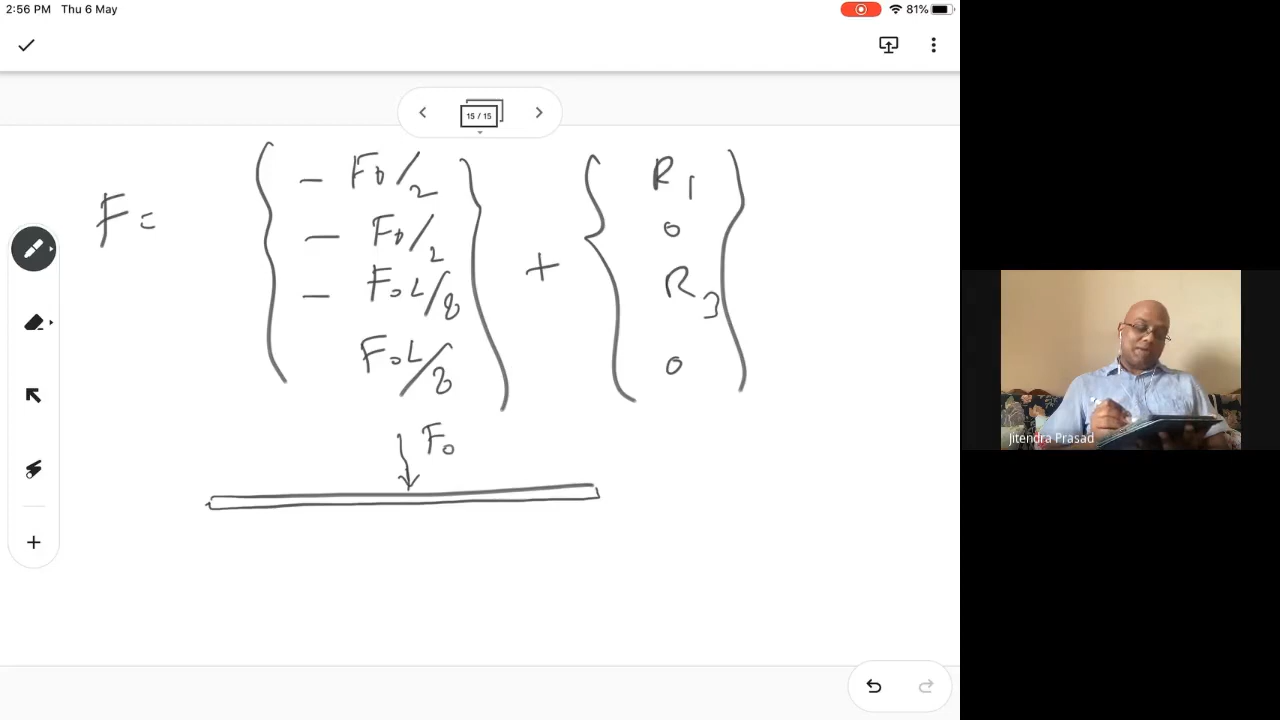 2:56 PM Thu 6 May
81%
15 / 15
F = { - F0/2 } + { R1 }
- F0/2 0
- F0L/8 R3
F0L/8 0
F0
Jitendra Prasad